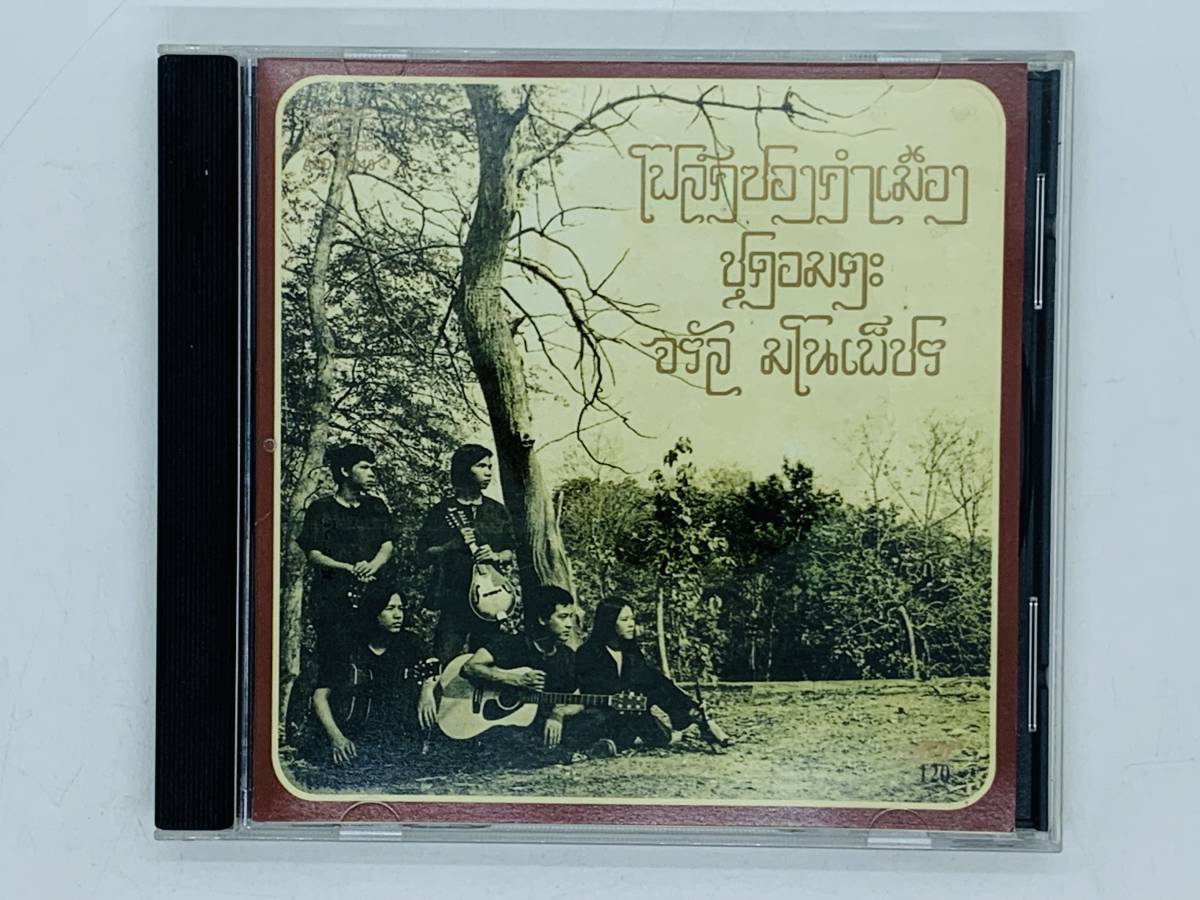 โฟล์คซองคำเมือง
ชุดอมตะ
จรัล มโนเพ็ชร
120.-